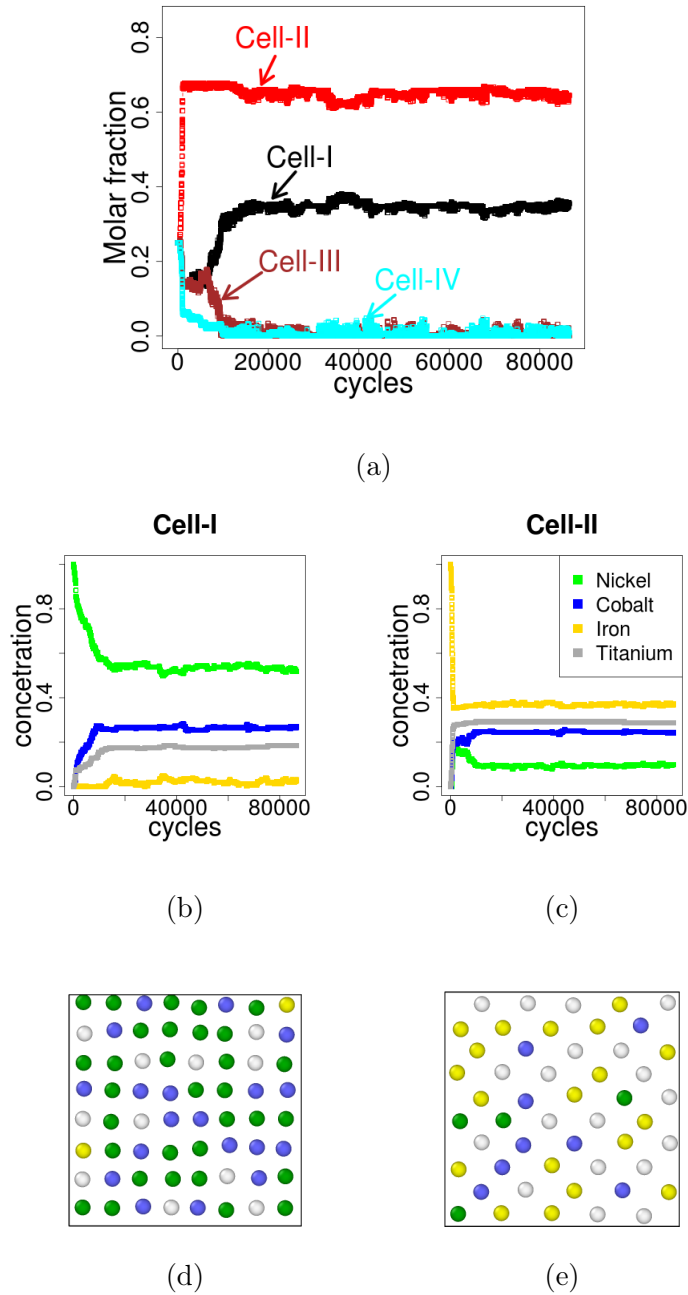 0.8
0.6
0.4
0.2
0.0
Molar fraction
Cell-II
Cell-I
Cell-III
Cell-IV
0 20000 40000 60000 80000
cycles
(a)
Cell-I
0.8
0.4
0.0
concetration
0 40000 80000
cycles
(b)
Cell-II
0.8
0.4
0.0
concetration
Nickel
Cobalt
Iron
Titanium
0 40000 80000
cycles
(c)
(d)
(e)